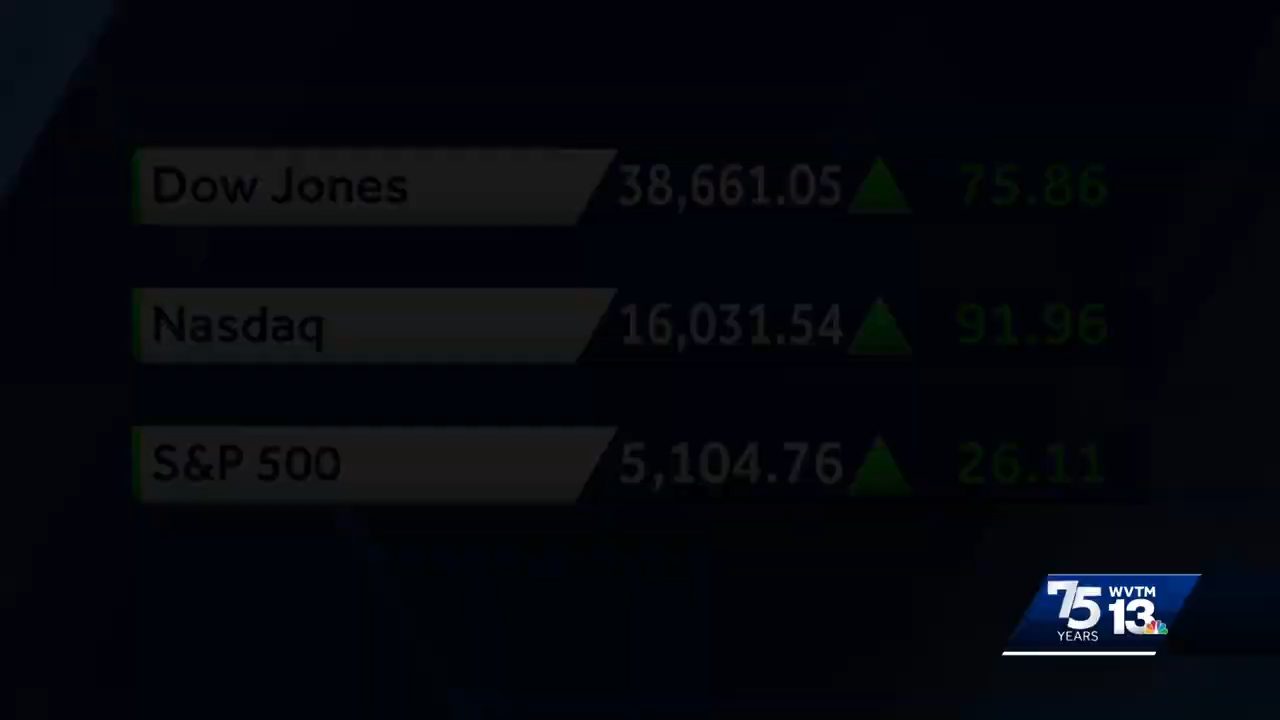 Dow Jones 38,661.05 75.86
Nasdaq 16,031.54 91.96
S&P 500 5,104.76 26.11
75 YEARS
WVTM 13